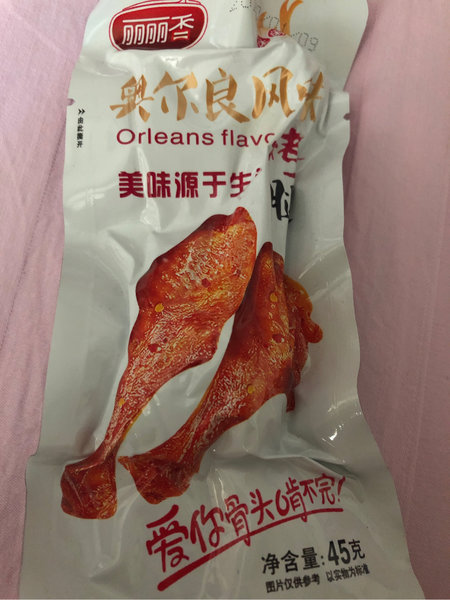 丽丽香
奥尔良风味
Orleans flavo
美味源于生
由此撕开
爱你骨头啃不完!
净含量:45克
图片仅供参考 以实物为标准